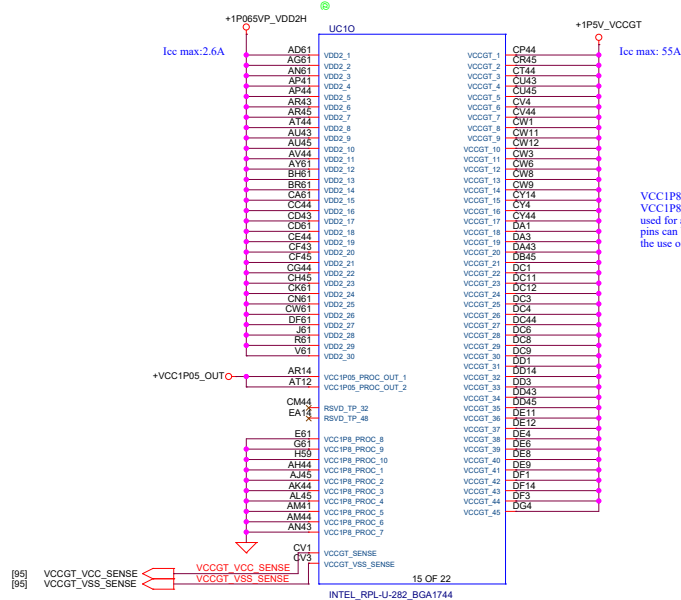 +1P065VP_VDD2H
+1P5V_VCCGT
UC1O
Icc max:2.6A
Icc max: 55A
AD61 VDD2_1 VCCGT_1 CP44
AG61 VDD2_2 VCCGT_2 CR45
AN61 VDD2_3 VCCGT_3 CT44
AP41 VDD2_4 VCCGT_4 CU43
AP44 VDD2_5 VCCGT_5 CU45
AR43 VDD2_6 VCCGT_6 CV4
AR45 VDD2_7 VCCGT_7 CV44
AT44 VDD2_8 VCCGT_8 CW1
AU43 VDD2_9 VCCGT_9 CW11
AU45 VDD2_10 VCCGT_10 CW12
AV44 VDD2_11 VCCGT_11 CW3
AY61 VDD2_12 VCCGT_12 CW6
BH61 VDD2_13 VCCGT_13 CW8
BR61 VDD2_14 VCCGT_14 CW9
CA61 VDD2_15 VCCGT_15 CY14
CC44 VDD2_16 VCCGT_16 CY4
CD43 VDD2_17 VCCGT_17 CY44
CD61 VDD2_18 VCCGT_18 DA1
CE44 VDD2_19 VCCGT_19 DA3
CF43 VDD2_20 VCCGT_20 DA43
CF45 VDD2_21 VCCGT_21 DB45
CG44 VDD2_22 VCCGT_22 DC1
CH45 VDD2_23 VCCGT_23 DC11
CK61 VDD2_24 VCCGT_24 DC12
CN61 VDD2_25 VCCGT_25 DC3
CW61 VDD2_26 VCCGT_26 DC4
DF61 VDD2_27 VCCGT_27 DC44
J61 VDD2_28 VCCGT_28 DC6
R61 VDD2_29 VCCGT_29 DC8
V61 VDD2_30 VCCGT_30 DC9
VCCGT_31 DD1
+VCC1P05_OUT AR14 VCC1P05_PROC_OUT_1 VCCGT_32 DD14
AT12 VCC1P05_PROC_OUT_2 VCCGT_33 DD3
VCCGT_34 DD43
CM44 RSVD_TP_32 VCCGT_35 DD45
EA14 RSVD_TP_48 VCCGT_36 DE11
VCCGT_37 DE12
E61 VCC1P8_PROC_8 VCCGT_38 DE4
G61 VCC1P8_PROC_9 VCCGT_39 DE6
H59 VCC1P8_PROC_10 VCCGT_40 DE8
AH44 VCC1P8_PROC_1 VCCGT_41 DE9
AJ45 VCC1P8_PROC_2 VCCGT_42 DF1
AK44 VCC1P8_PROC_3 VCCGT_43 DF14
AL45 VCC1P8_PROC_4 VCCGT_44 DF3
AM41 VCC1P8_PROC_5 VCCGT_45 DG4
AM44 VCC1P8_PROC_6
AN43 VCC1P8_PROC_7
[95] VCCGT_VCC_SENSE VCCGT_VCC_SENSE CV1 VCCGT_SENSE
[95] VCCGT_VSS_SENSE VCCGT_VSS_SENSE CV3 VCCGT_VSS_SENSE
15 OF 22
INTEL_RPL-U-282_BGA1744
VCC1P8
VCC1P8
used for
pins can
the use